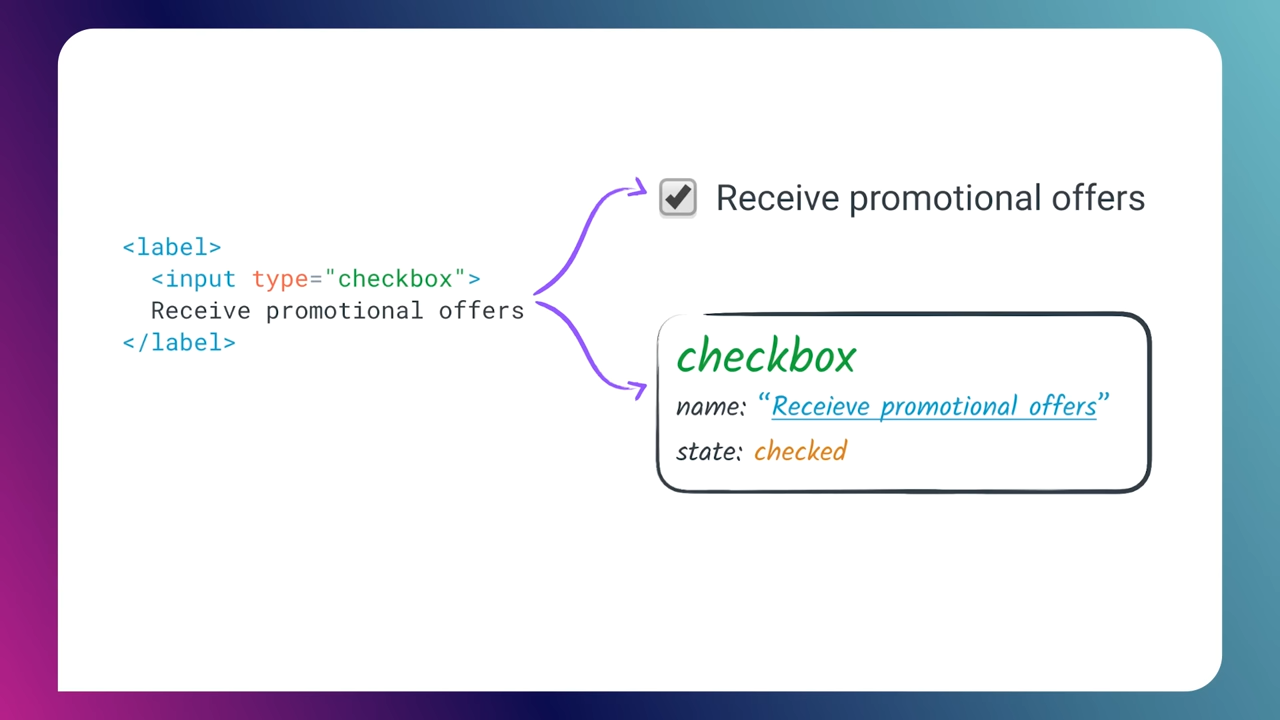 <label>
<input type="checkbox">
Receive promotional offers
</label>
Receive promotional offers
checkbox
name: “Receieve promotional offers”
state: checked